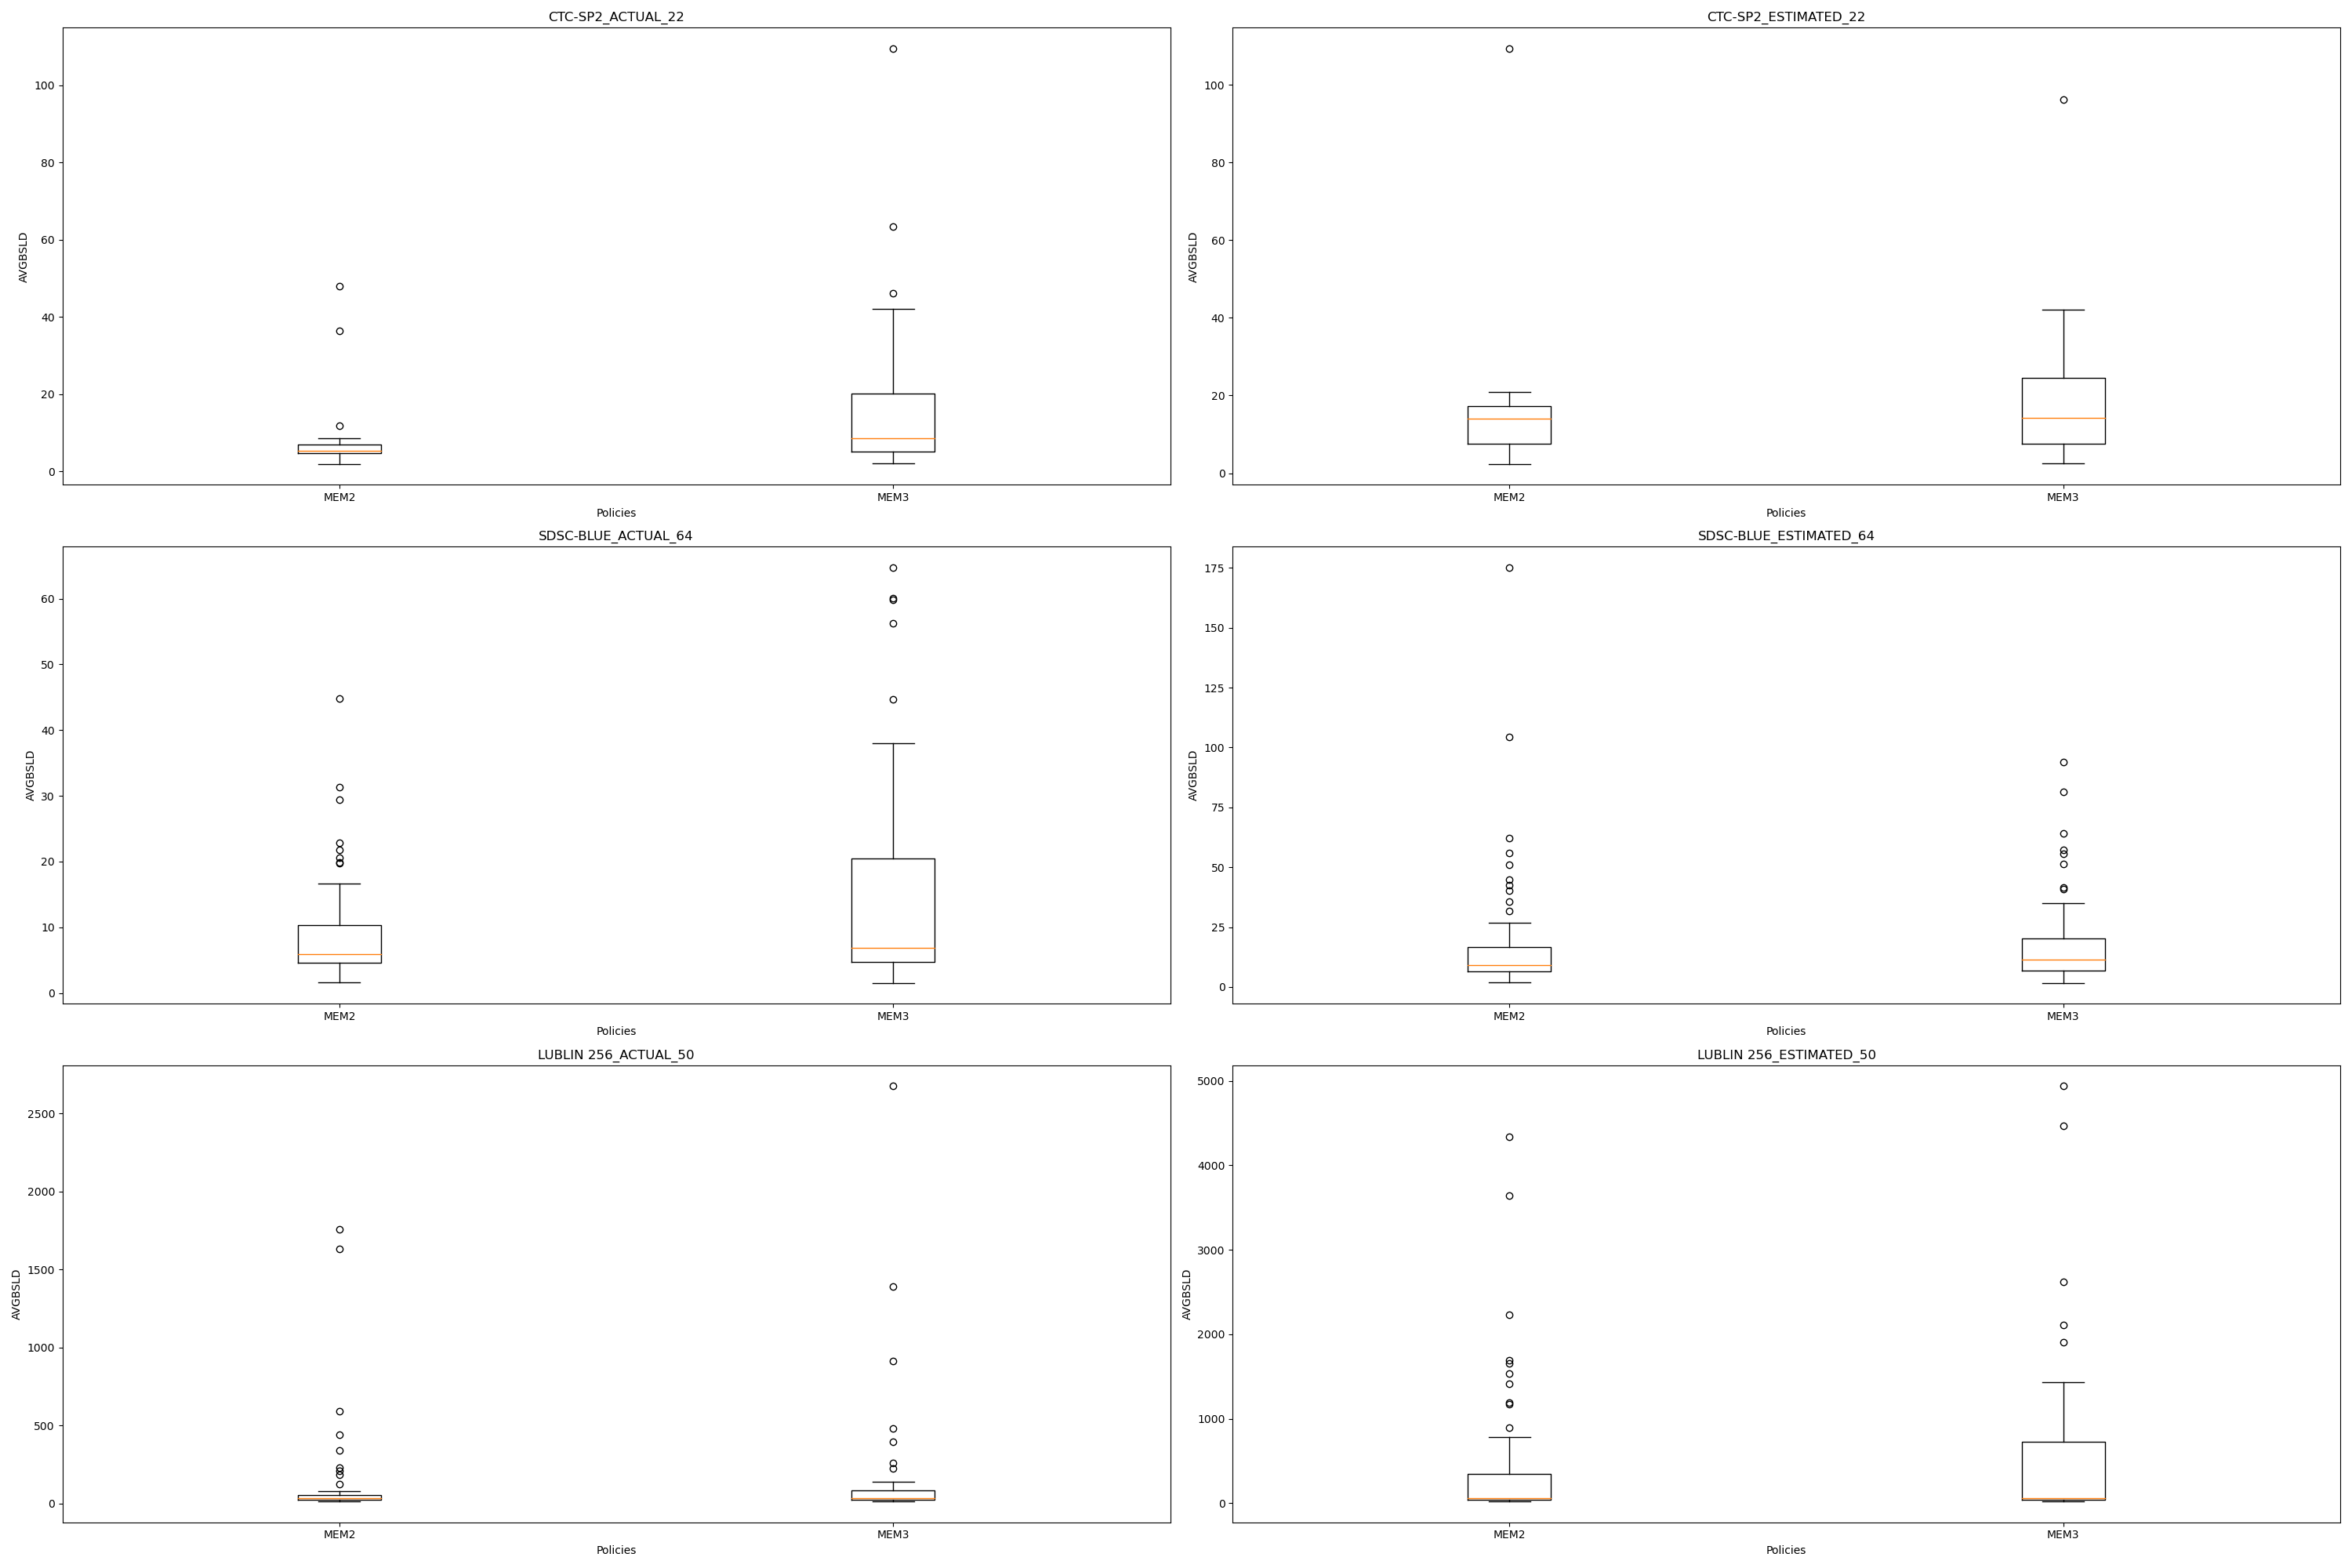 CTC-SP2_ACTUAL_22
AVGBSLD
100
80
60
40
20
0
MEM2 MEM3
Policies
CTC-SP2_ESTIMATED_22
AVGBSLD
100
80
60
40
20
0
MEM2 MEM3
Policies
SDSC-BLUE_ACTUAL_64
AVGBSLD
60
50
40
30
20
10
0
MEM2 MEM3
Policies
SDSC-BLUE_ESTIMATED_64
AVGBSLD
175
150
125
100
75
50
25
0
MEM2 MEM3
Policies
LUBLIN 256_ACTUAL_50
AVGBSLD
2500
2000
1500
1000
500
0
MEM2 MEM3
Policies
LUBLIN 256_ESTIMATED_50
AVGBSLD
5000
4000
3000
2000
1000
0
MEM2 MEM3
Policies